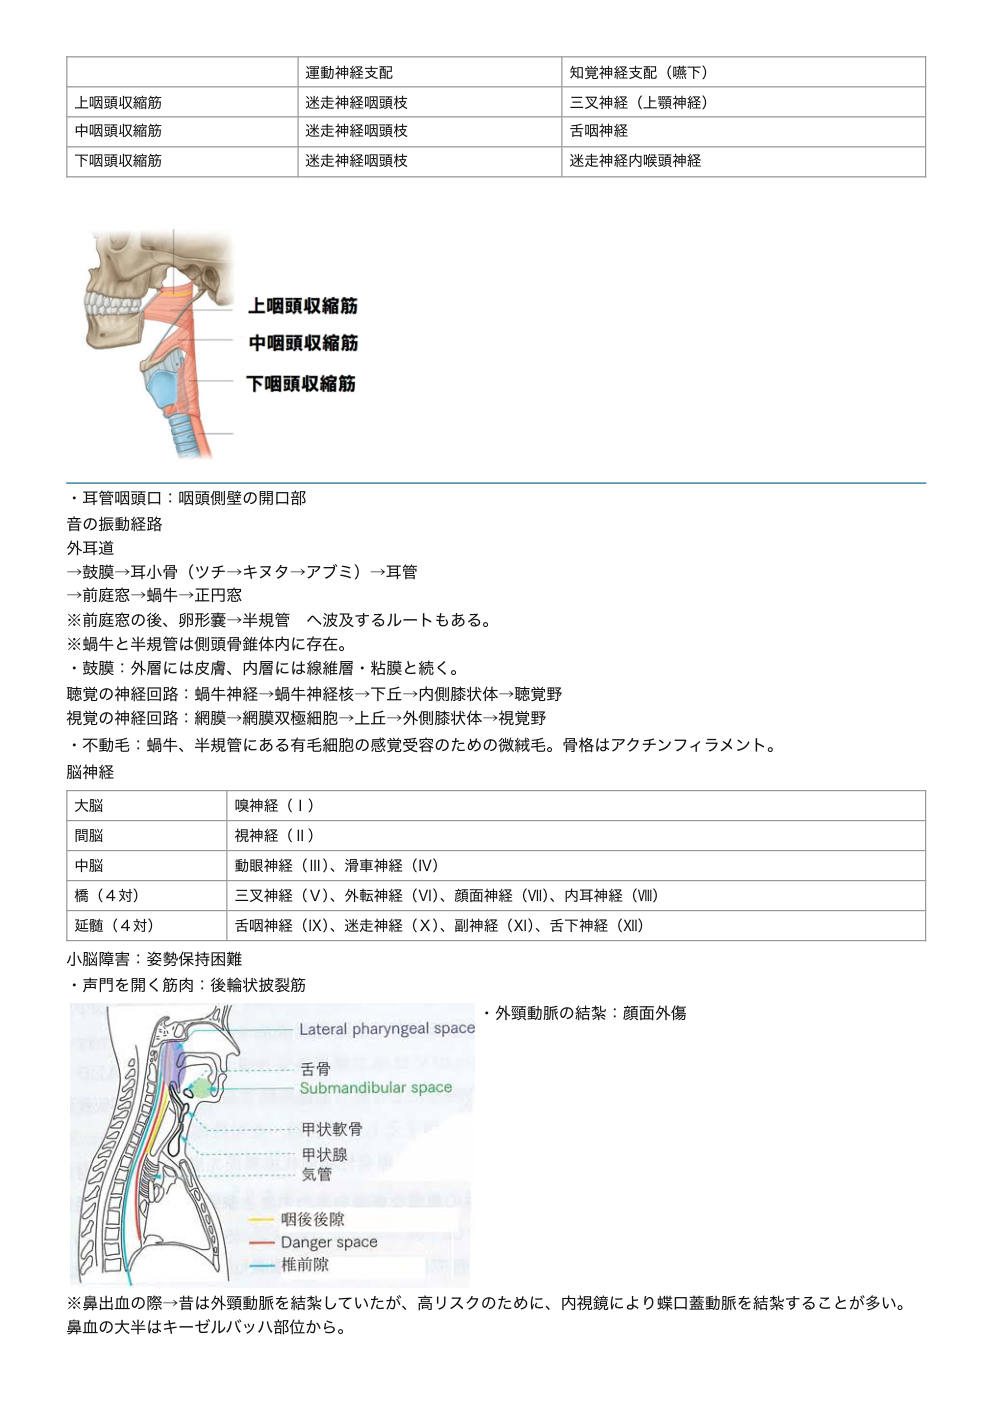 運動神経支配 知覚神経支配（嚥下）
上咽頭収縮筋 迷走神経咽頭枝 三叉神経（上顎神経）
中咽頭収縮筋 迷走神経咽頭枝 舌咽神経
下咽頭収縮筋 迷走神経咽頭枝 迷走神経内喉頭神経
上咽頭収縮筋
中咽頭収縮筋
下咽頭収縮筋
・耳管咽頭口：咽頭側壁の開口部
音の振動経路
外耳道
→鼓膜→耳小骨（ツチ→キヌタ→アブミ）→耳管
→前庭窓→蝸牛→正円窓
※前庭窓の後、卵形嚢→半規管　へ波及するルートもある。
※蝸牛と半規管は側頭骨錐体内に存在。
・鼓膜：外層には皮膚、内層には線維層・粘膜と続く。
聴覚の神経回路：蝸牛神経→蝸牛神経核→下丘→内側膝状体→聴覚野
視覚の神経回路：網膜→網膜双極細胞→上丘→外側膝状体→視覚野
・不動毛：蝸牛、半規管にある有毛細胞の感覚受容のための微絨毛。骨格はアクチンフィラメント。
脳神経
大脳 嗅神経（Ⅰ）
間脳 視神経（Ⅱ）
中脳 動眼神経（Ⅲ）、滑車神経（Ⅳ）
橋（４対） 三叉神経（Ⅴ）、外転神経（Ⅵ）、顔面神経（Ⅶ）、内耳神経（Ⅷ）
延髄（４対） 舌咽神経（Ⅸ）、迷走神経（Ⅹ）、副神経（Ⅺ）、舌下神経（Ⅻ）
小脳障害：姿勢保持困難
・声門を開く筋肉：後輪状披裂筋
・外頸動脈の結紮：顔面外傷
Lateral pharyngeal space
舌骨
Submandibular space
甲状軟骨
甲状腺
気管
咽後後隙
Danger space
椎前隙
※鼻出血の際→昔は外頸動脈を結紮していたが、高リスクのために、内視鏡により蝶口蓋動脈を結紮することが多い。
鼻血の大半はキーゼルバッハ部位から。